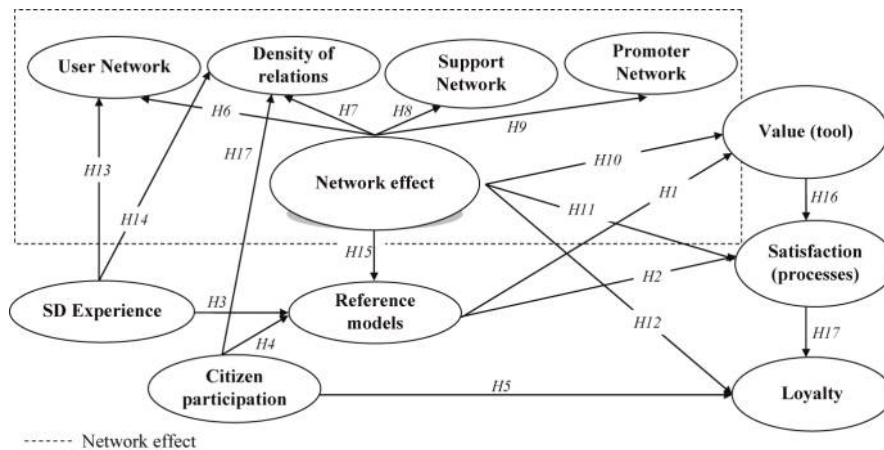 User Network
Density of
relations
Support
Network
Promoter
Network
H6
H7
H8
H9
H17
H10
Value (tool)
H13
H14
Network effect
H1
H11
H16
H15
Satisfaction
(processes)
SD Experience
H3
Reference
models
H2
H4
H12
H17
Citizen
participation
H5
Loyalty
Network effect